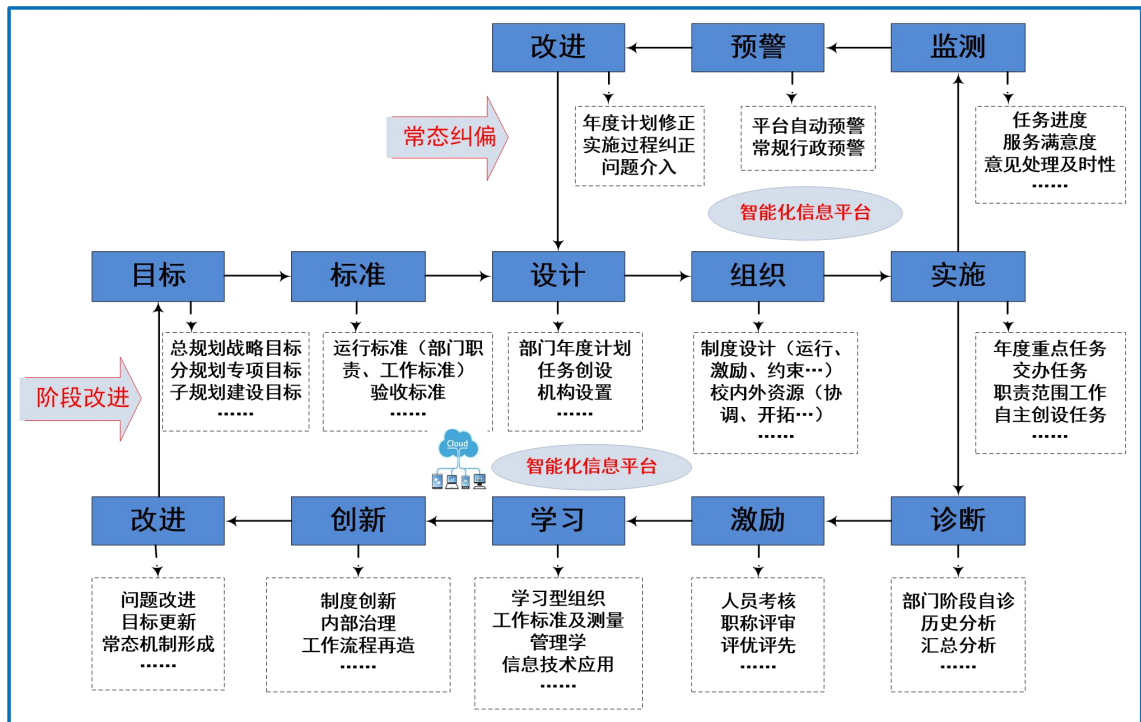 改进
预警
监测
常态纠偏
年度计划修正
实施过程纠正
问题介入
……
平台自动预警
常规行政预警
……
任务进度
服务满意度
意见处理及时性
……
智能化信息平台
目标
标准
设计
组织
实施
阶段改进
总规划战略目标
分规划专项目标
子规划建设目标
……
运行标准（部门职
责、工作标准）
验收标准
……
部门年度计划
任务创设
机构设置
……
制度设计（运行、
激励、约束…）
校内外资源（协
调、开拓…）
……
年度重点任务
交办任务
职责范围工作
自主创设任务
……
Cloud
智能化信息平台
改进
创新
学习
激励
诊断
问题改进
目标更新
常态机制形成
……
制度创新
内部治理
工作流程再造
……
学习型组织
工作标准及测量
管理学
信息技术应用
……
人员考核
职称评审
评优评先
……
部门阶段自诊
历史分析
汇总分析
……